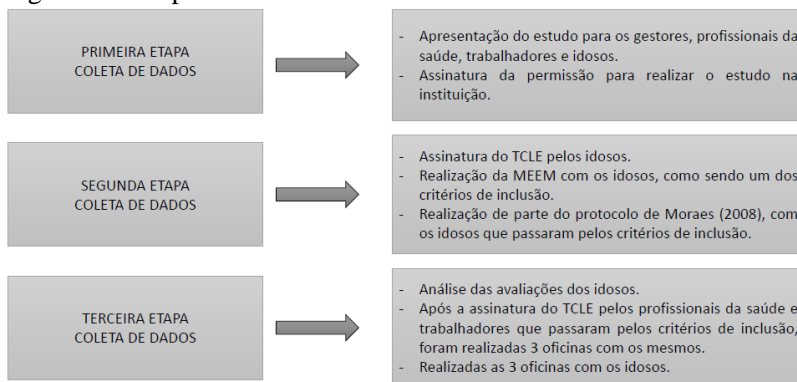 PRIMEIRA ETAPA
COLETA DE DADOS
- Apresentação do estudo para os gestores, profissionais da
saúde, trabalhadores e idosos.
- Assinatura da permissão para realizar o estudo na
instituição.
SEGUNDA ETAPA
COLETA DE DADOS
- Assinatura do TCLE pelos idosos.
- Realização da MEEM com os idosos, como sendo um dos
critérios de inclusão.
- Realização de parte do protocolo de Moraes (2008), com
os idosos que passaram pelos critérios de inclusão.
TERCEIRA ETAPA
COLETA DE DADOS
- Análise das avaliações dos idosos.
- Após a assinatura do TCLE pelos profissionais da saúde e
trabalhadores que passaram pelos critérios de inclusão,
foram realizadas 3 oficinas com os mesmos.
- Realizadas as 3 oficinas com os idosos.